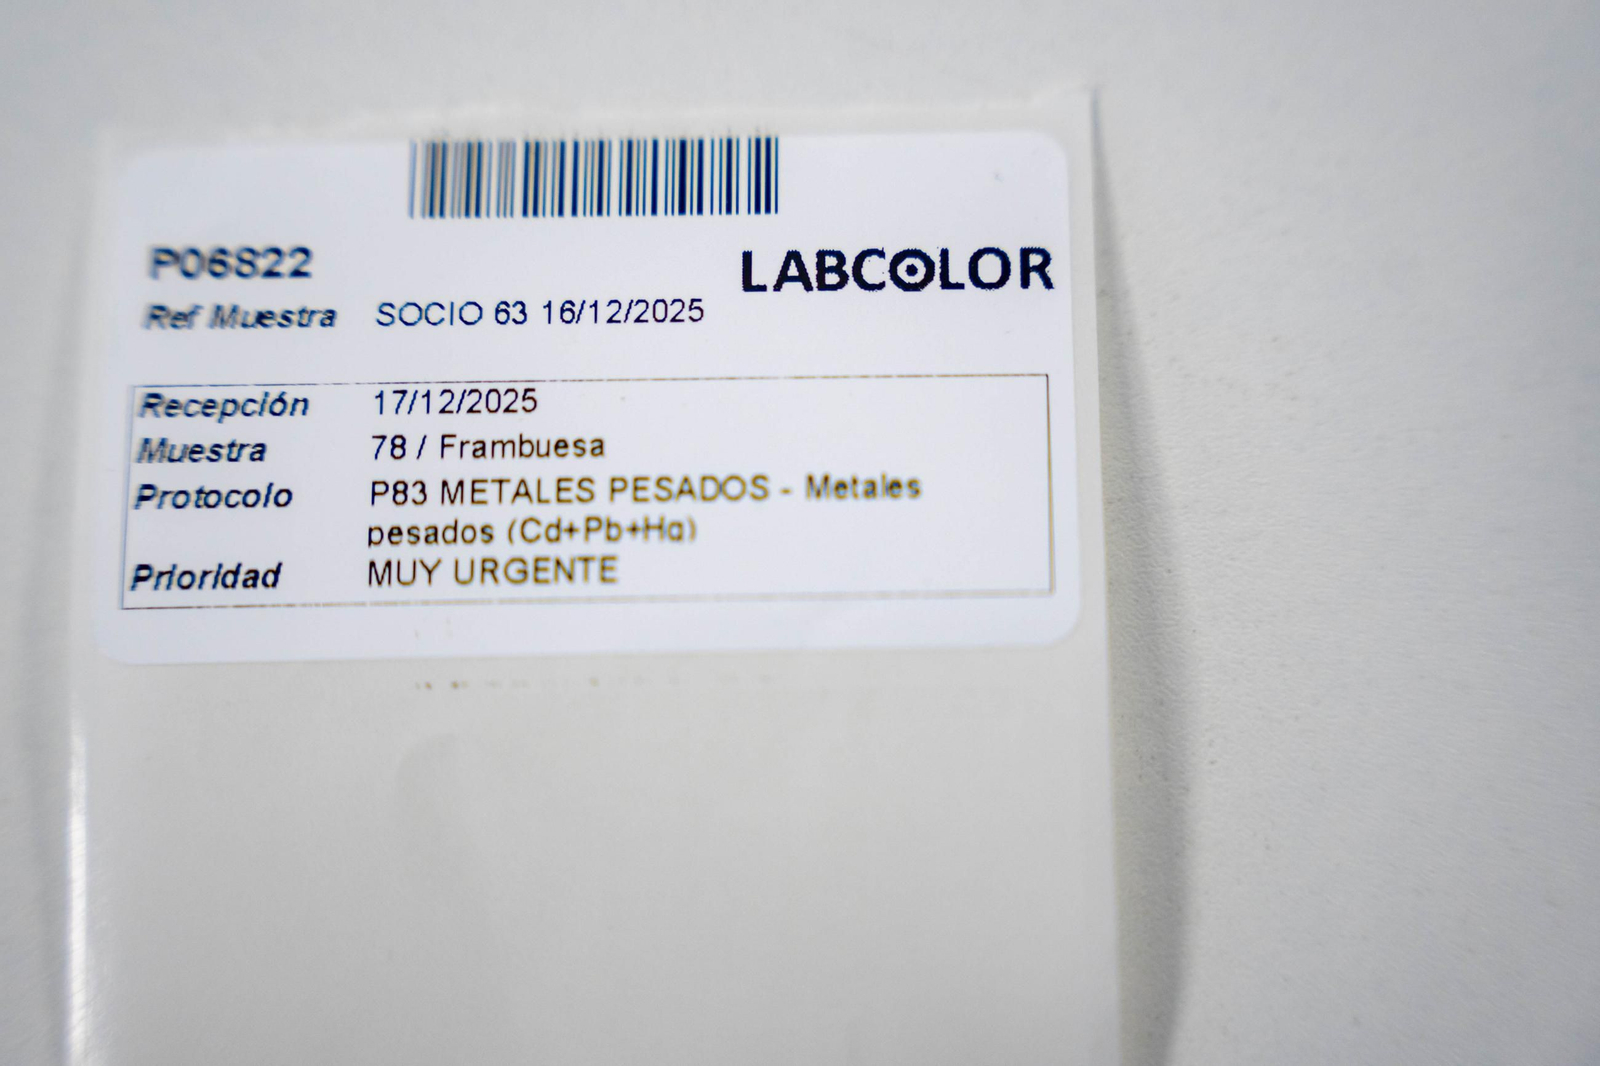 P06822
LABCOLOR
Ref Muestra SOCIO 63 16/12/2025
Recepción 17/12/2025
Muestra 78 / Frambuesa
Protocolo P83 METALES PESADOS - Metales
pesados (Cd+Pb+Hg)
Prioridad MUY URGENTE